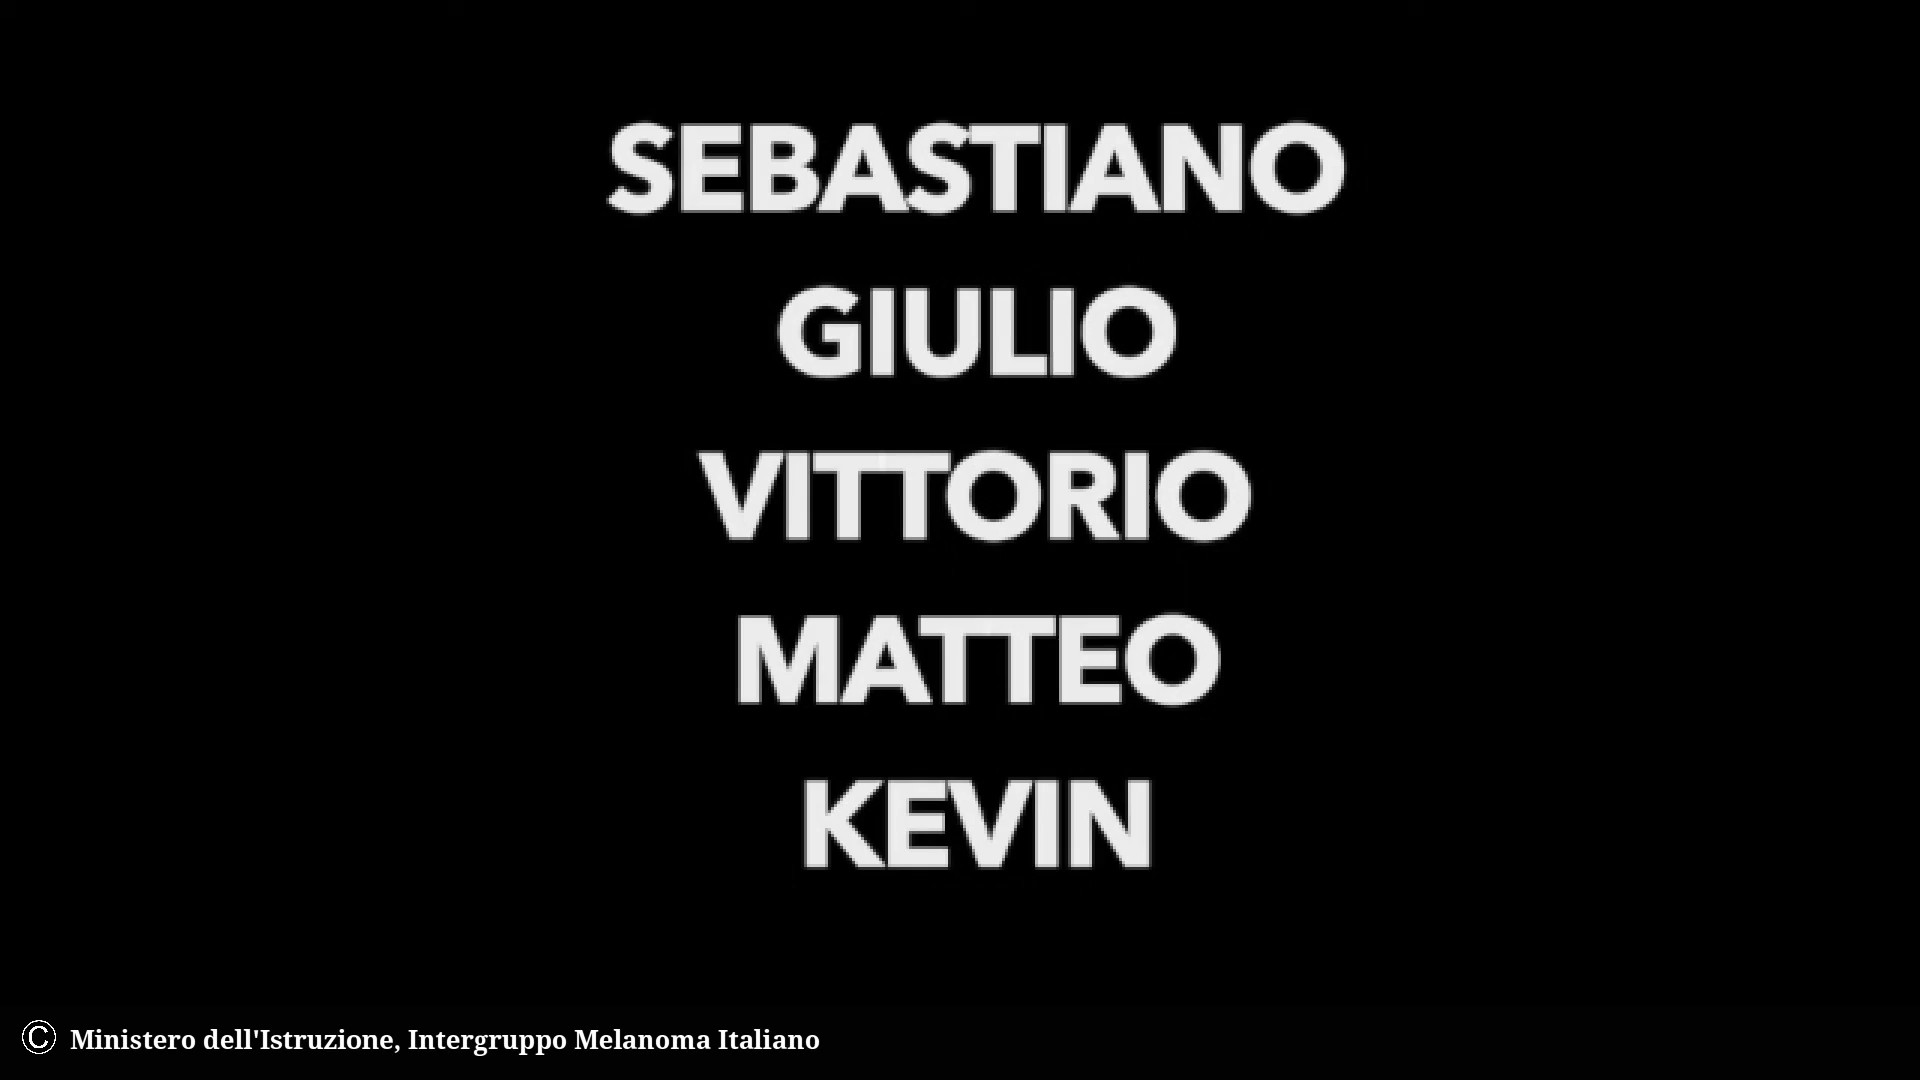 SEBASTIANO
GIULIO
VITTORIO
MATTEO
KEVIN
© Ministero dell'Istruzione, Intergruppo Melanoma Italiano